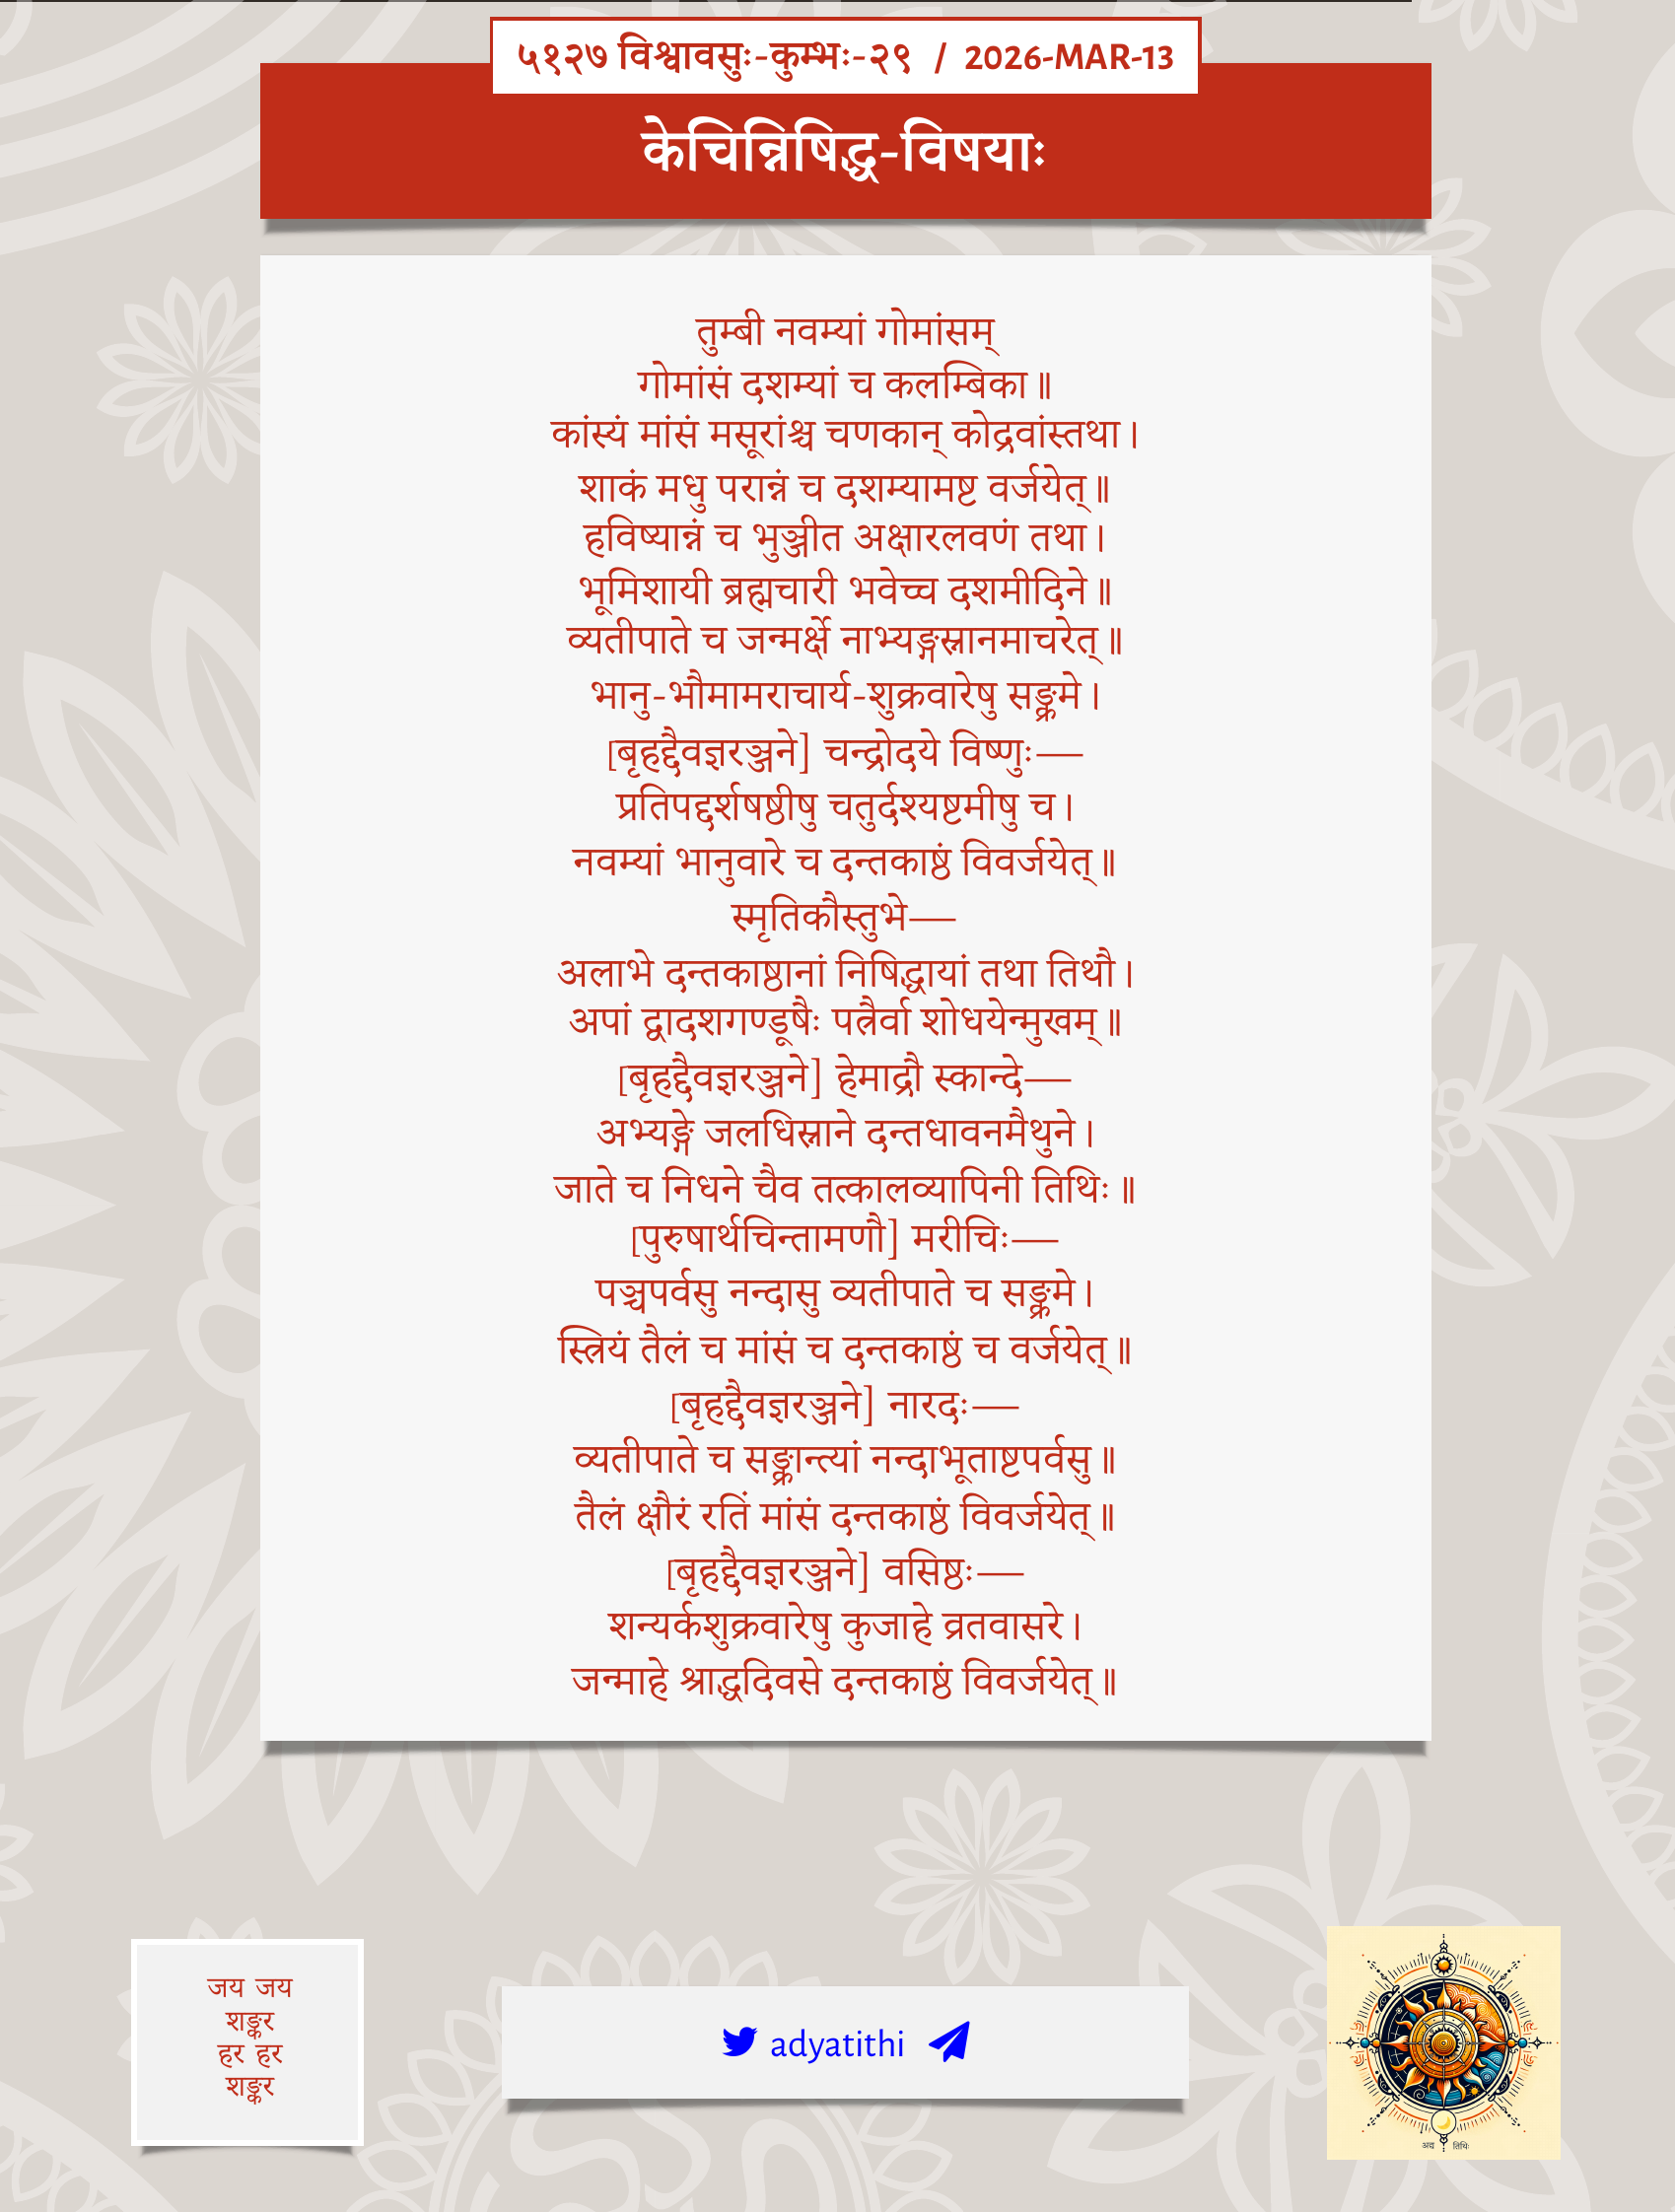 ५१२७ विश्वावसुः-कुम्भः-२९ / 2026-MAR-13
केचिन्निषिद्ध-विषयाः
तुम्बी नवम्यां गोमांसम्
गोमांसं दशम्यां च कलम्बिका॥
कांस्यं मांसं मसूरांश्च चणकान् कोद्रवांस्तथा।
शाकं मधु परान्नं च दशम्यामष्ट वर्जयेत्॥
हविष्यान्नं च भुञ्जीत अक्षारलवणं तथा।
भूमिशायी ब्रह्मचारी भवेच्च दशमीदिने॥
व्यतीपाते च जन्मर्क्षे नाभ्यङ्गस्नानमाचरेत्॥
भानु-भौमामराचार्य-शुक्रवारेषु सङ्क्रमे।
[बृहद्दैवज्ञरञ्जने] चन्द्रोदये विष्णुः—
प्रतिपद्दर्शषष्ठीषु चतुर्दश्यष्टमीषु च।
नवम्यां भानुवारे च दन्तकाष्ठं विवर्जयेत्॥
स्मृतिकौस्तुभे—
अलाभे दन्तकाष्ठानां निषिद्धायां तथा तिथौ।
अपां द्वादशगण्डूषैः पत्रैर्वा शोधयेन्मुखम्॥
[बृहद्दैवज्ञरञ्जने] हेमाद्रौ स्कान्दे—
अभ्यङ्गे जलधिस्नाने दन्तधावनमैथुने।
जाते च निधने चैव तत्कालव्यापिनी तिथिः॥
[पुरुषार्थचिन्तामणौ] मरीचिः—
पञ्चपर्वसु नन्दासु व्यतीपाते च सङ्क्रमे।
स्त्रियं तैलं च मांसं च दन्तकाष्ठं च वर्जयेत्॥
[बृहद्दैवज्ञरञ्जने] नारदः—
व्यतीपाते च सङ्क्रान्त्यां नन्दाभूताष्टपर्वसु॥
तैलं क्षौरं रतिं मांसं दन्तकाष्ठं विवर्जयेत्॥
[बृहद्दैवज्ञरञ्जने] वसिष्ठः—
शन्यर्कशुक्रवारेषु कुजाहे व्रतवासरे।
जन्माहे श्राद्धदिवसे दन्तकाष्ठं विवर्जयेत्॥
जय जय
शङ्कर
हर हर
शङ्कर
adyatithi
अद्य तिथिः